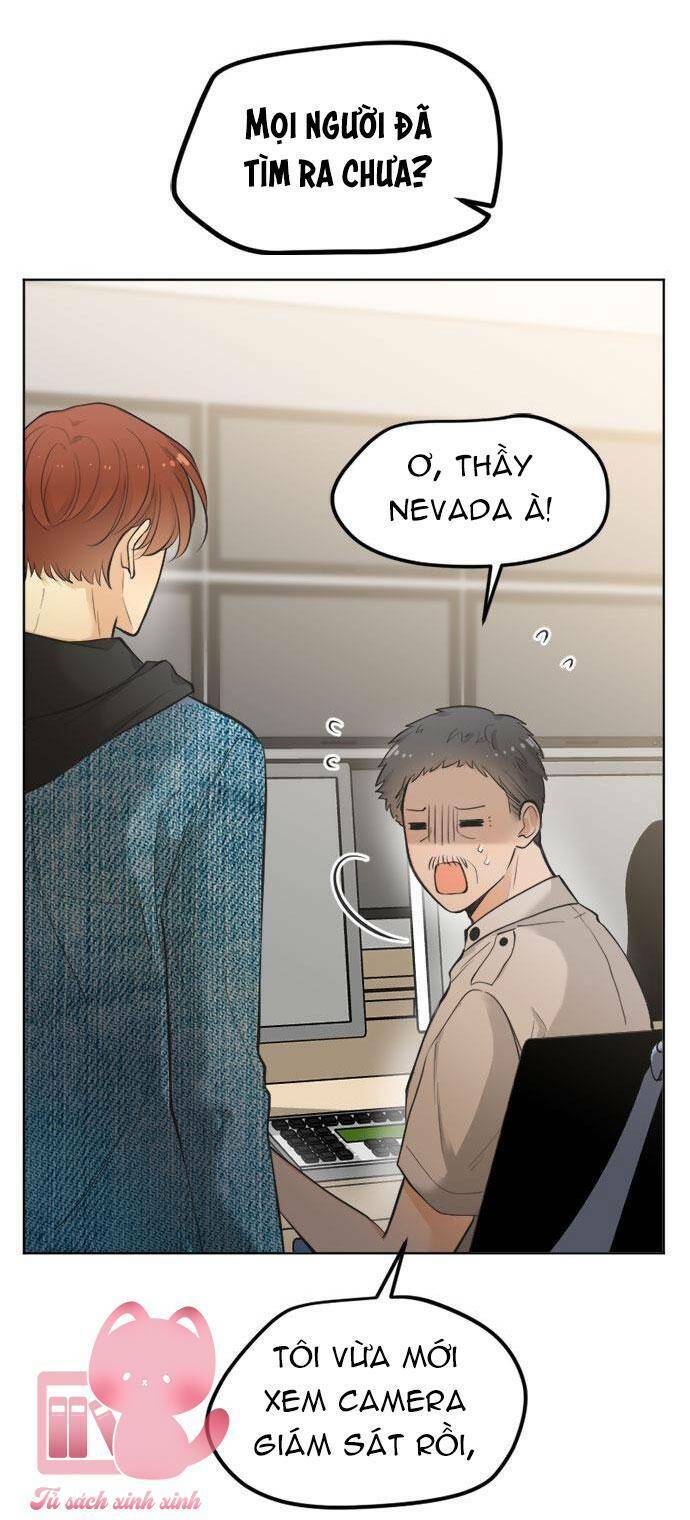 MỌI NGƯỜI ĐÃ
TÌM RA CHƯA?
Ơ, THẦY
NEVADA À!
TÔI VỪA MỚI
XEM CAMERA
GIÁM SÁT RỒI,
Tủ sách xinh xinh